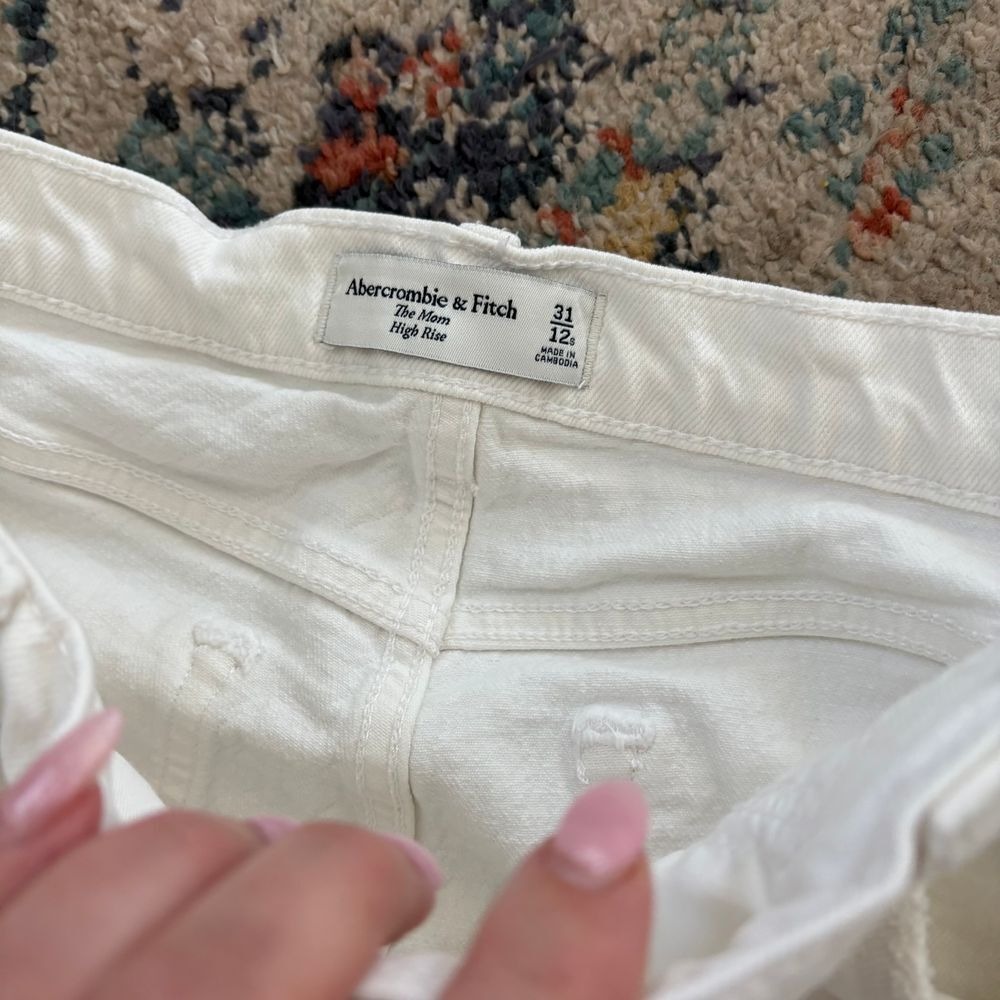 Abercrombie & Fitch
The Mom
High Rise
31
12s
MADE IN
CAMBODIA